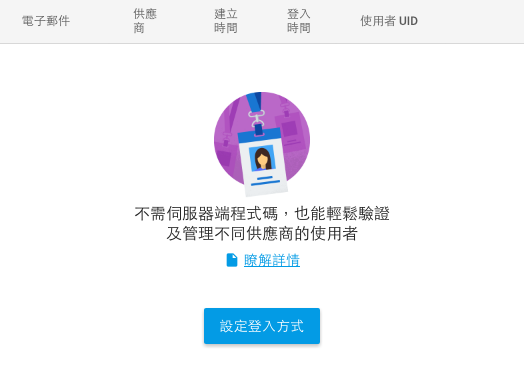 電子郵件 供應商 建立時間 登入時間 使用者 UID
不需伺服器端程式碼，也能輕鬆驗證
及管理不同供應商的使用者
瞭解詳情
設定登入方式